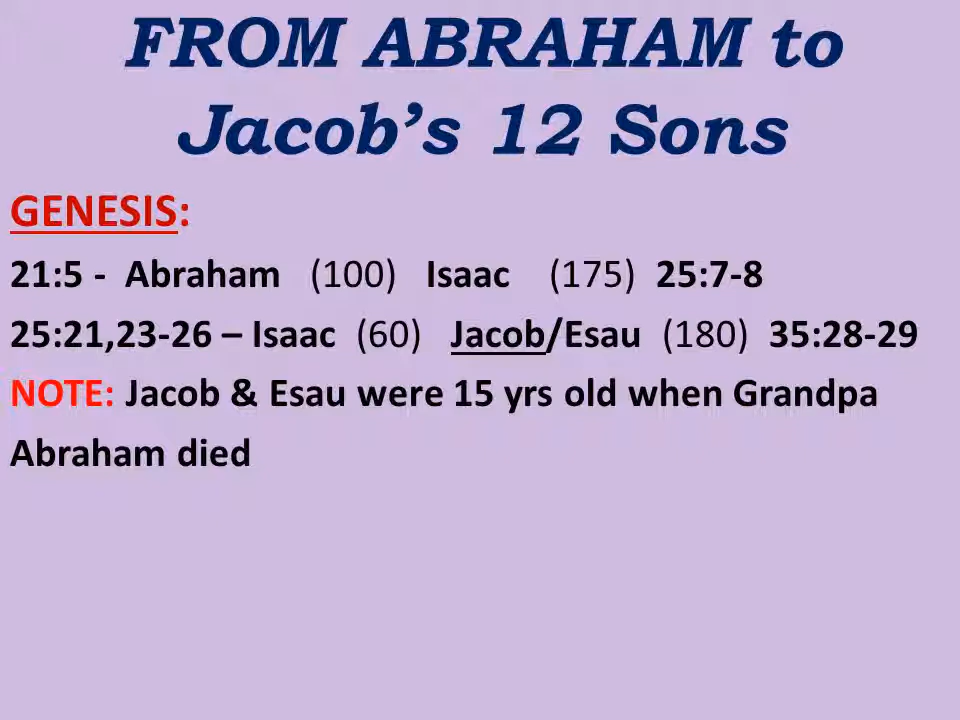 FROM ABRAHAM to
Jacob’s 12 Sons
GENESIS:
21:5 - Abraham (100) Isaac (175) 25:7-8
25:21,23-26 – Isaac (60) Jacob/Esau (180) 35:28-29
NOTE: Jacob & Esau were 15 yrs old when Grandpa
Abraham died